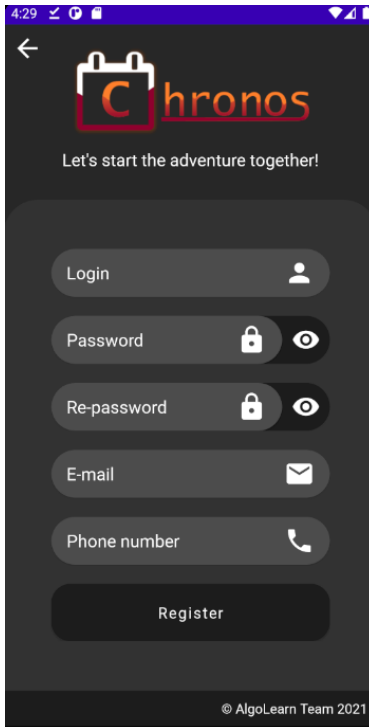 4:29
Chronos
Let's start the adventure together!
Login
Password
Re-password
E-mail
Phone number
Register
© AlgoLearn Team 2021